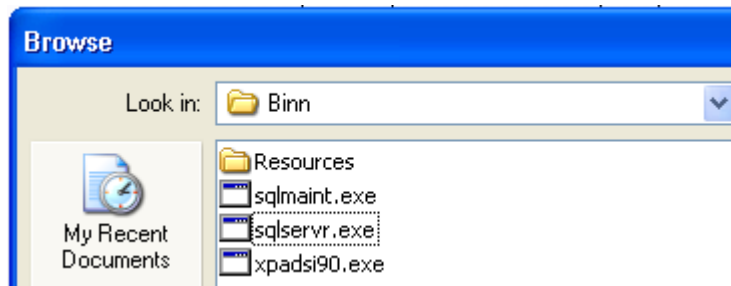 Browse
Look in: Binn
Resources
sqlmaint.exe
sqlservr.exe
xpadsi90.exe
My Recent
Documents